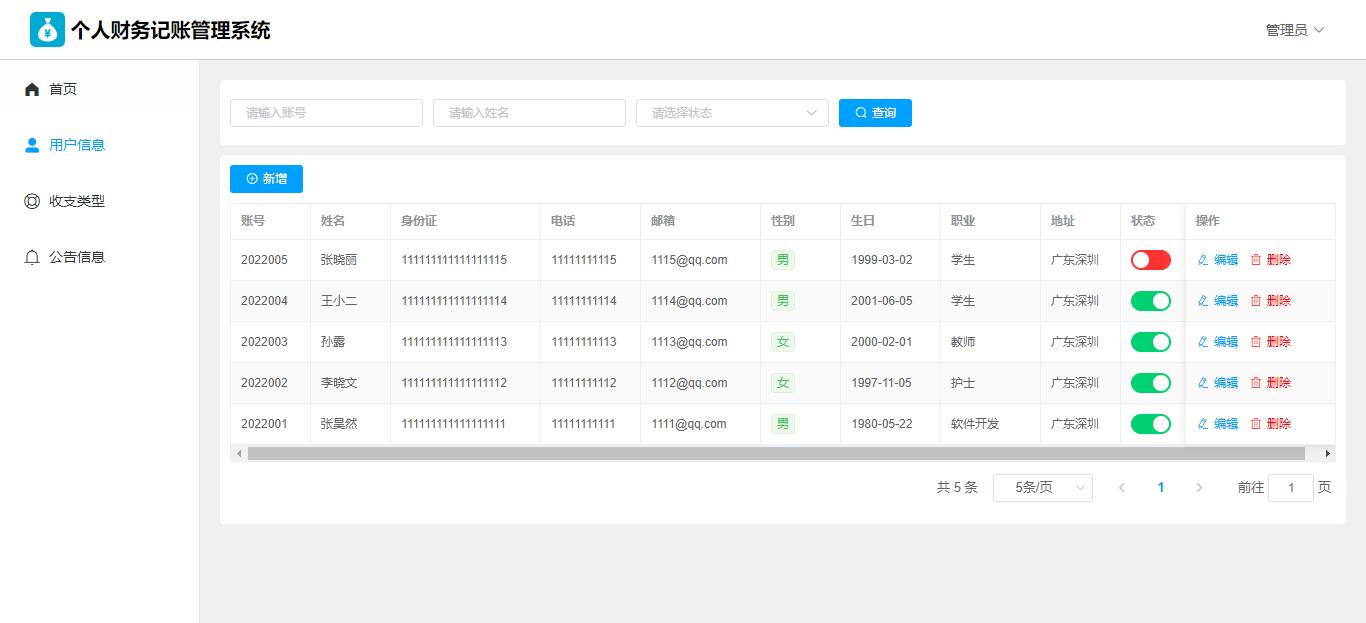 个人财务记账管理系统
管理员
首页
用户信息
收支类型
公告信息
请输入账号 请输入姓名 请选择状态 查询
新增
账号 姓名 身份证 电话 邮箱 性别 生日 职业 地址 状态 操作
2022005 张晓丽 111111111111111115 11111111115 1115@qq.com 男 1999-03-02 学生 广东深圳 编辑 删除
2022004 王小二 111111111111111114 11111111114 1114@qq.com 男 2001-06-05 学生 广东深圳 编辑 删除
2022003 孙露 111111111111111113 11111111113 1113@qq.com 女 2000-02-01 教师 广东深圳 编辑 删除
2022002 李晓文 111111111111111112 11111111112 1112@qq.com 女 1997-11-05 护士 广东深圳 编辑 删除
2022001 张昊然 111111111111111111 11111111111 1111@qq.com 男 1980-05-22 软件开发 广东深圳 编辑 删除
共 5 条 5条/页 1 前往 1 页